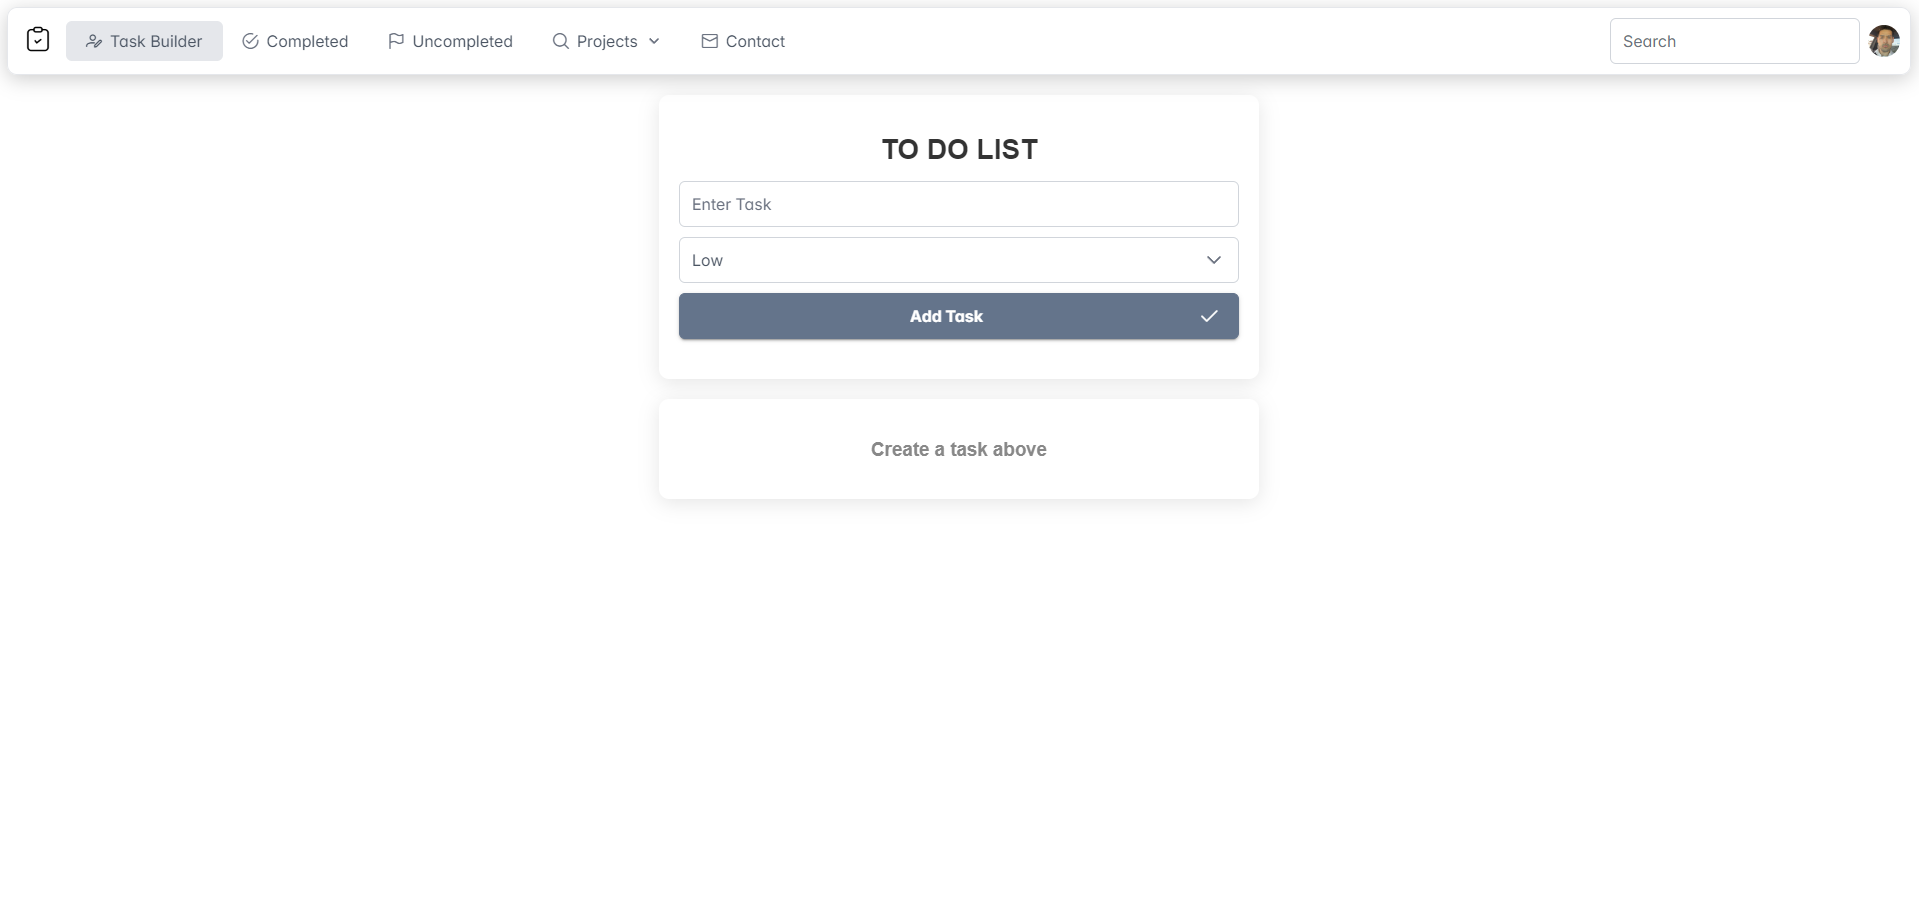 Task Builder
Completed
Uncompleted
Projects
Contact
Search
TO DO LIST
Enter Task
Low
Add Task
Create a task above